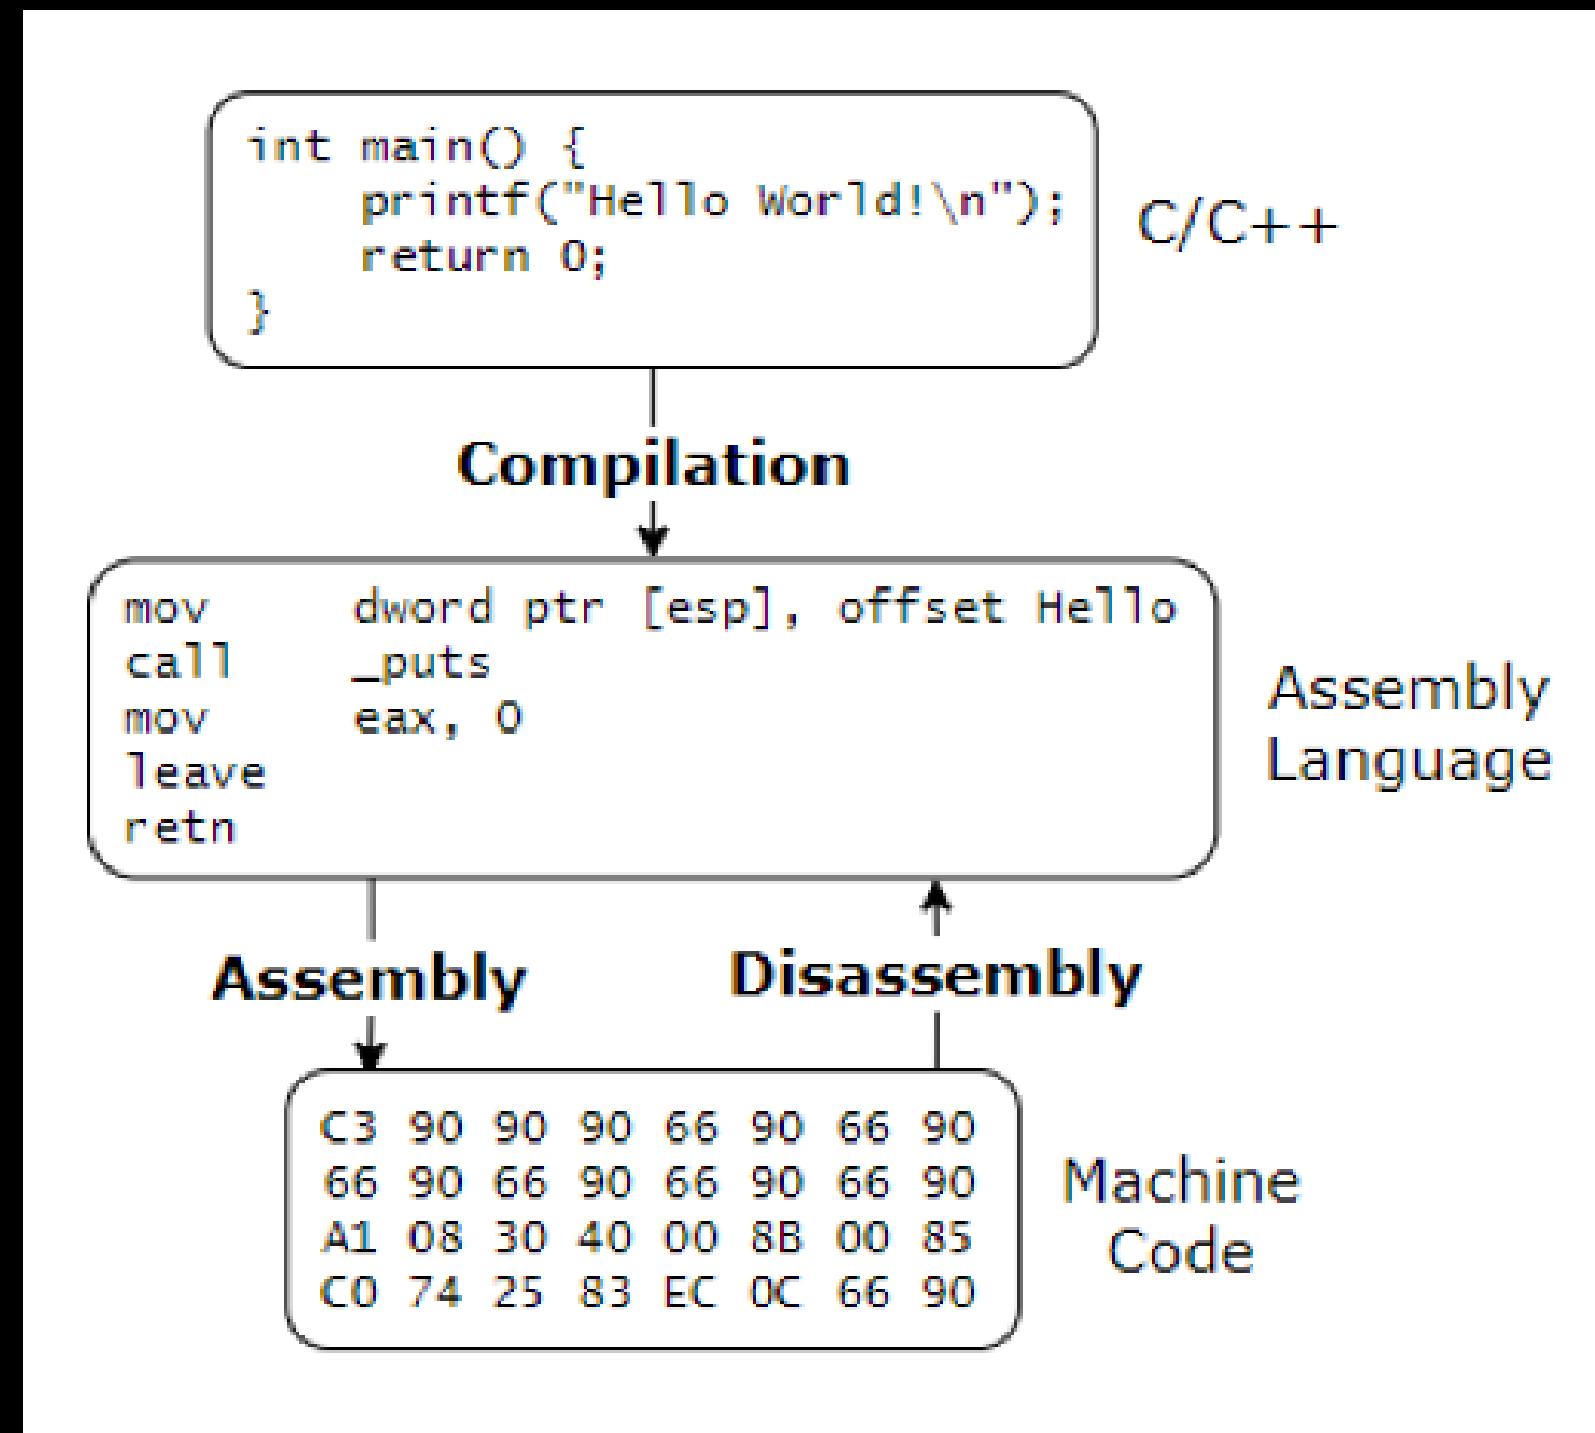 int main() {
    printf("Hello World!\n");
    return 0;
}
C/C++
Compilation
mov     dword ptr [esp], offset Hello
call    _puts
mov     eax, 0
leave
retn
Assembly
Language
Assembly
Disassembly
C3 90 90 90 66 90 66 90
66 90 66 90 66 90 66 90
A1 08 30 40 00 8B 00 85
C0 74 25 83 EC 0C 66 90
Machine
Code